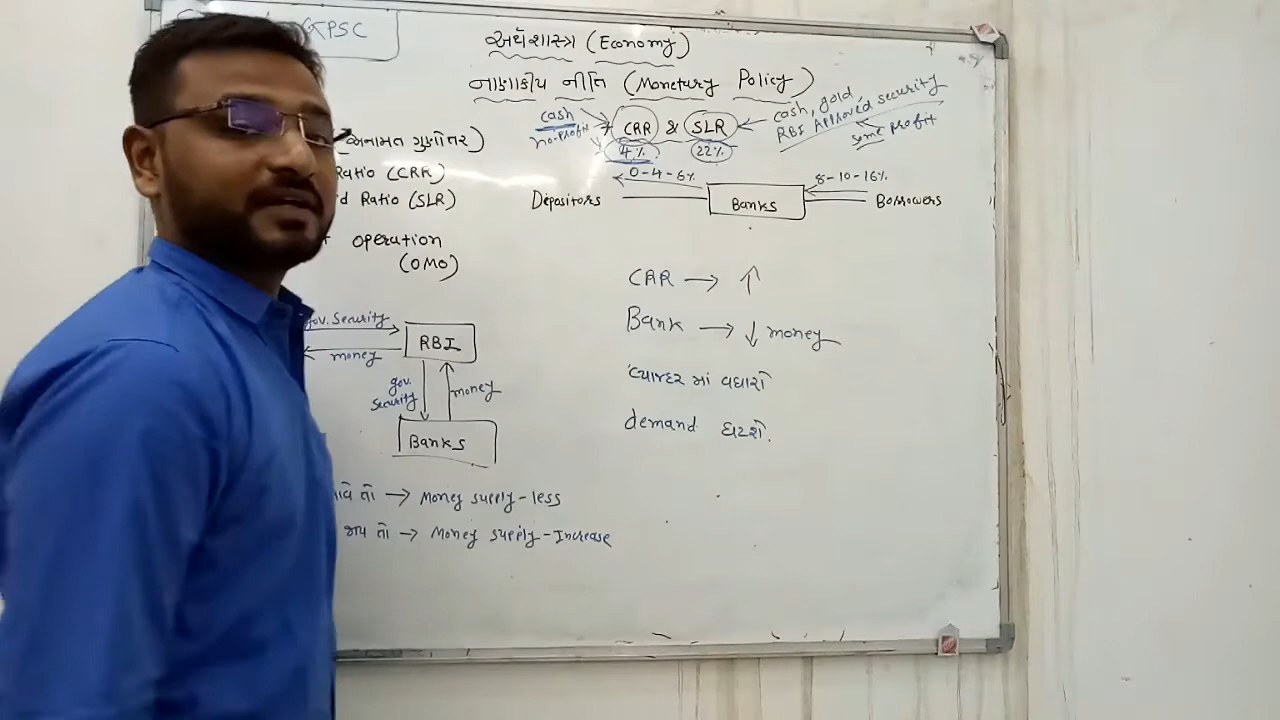 GPSC
અર્થશાસ્ત્ર (Economy)
નાણાકીય નીતિ (Monetury Policy)
cash
no-profit
CRR & SLR
4%
22%
cash, gold,
RBI Approved security
some profit
અનામત ગુણોત્તર)
Ratio (CRR)
Ratio (SLR)
operation
(OMO)
0-4-6%
8-10-16%
Depositors
Banks
Borrowers
CRR → ↑
Bank → ↓ money
વ્યાજદર માં વધારો
demand ઘટશે.
gov. security
money
RBI
gov. security
money
Banks
તો → Money supply-less
જાય તો → Money supply-Increase